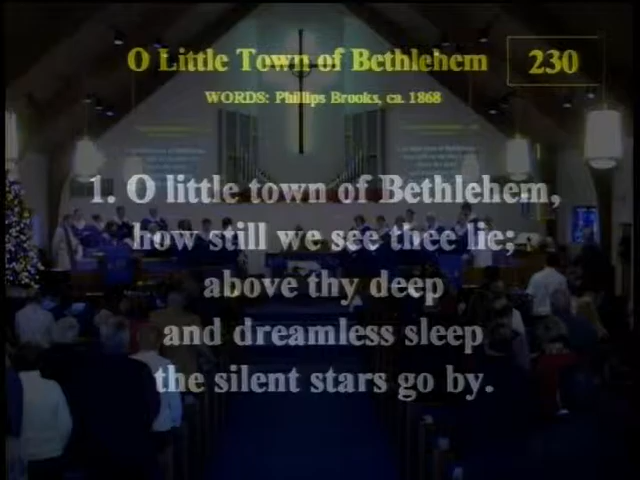 O Little Town of Bethlehem
230
WORDS: Phillips Brooks, ca. 1868
1. O little town of Bethlehem,
how still we see thee lie;
above thy deep
and dreamless sleep
the silent stars go by.